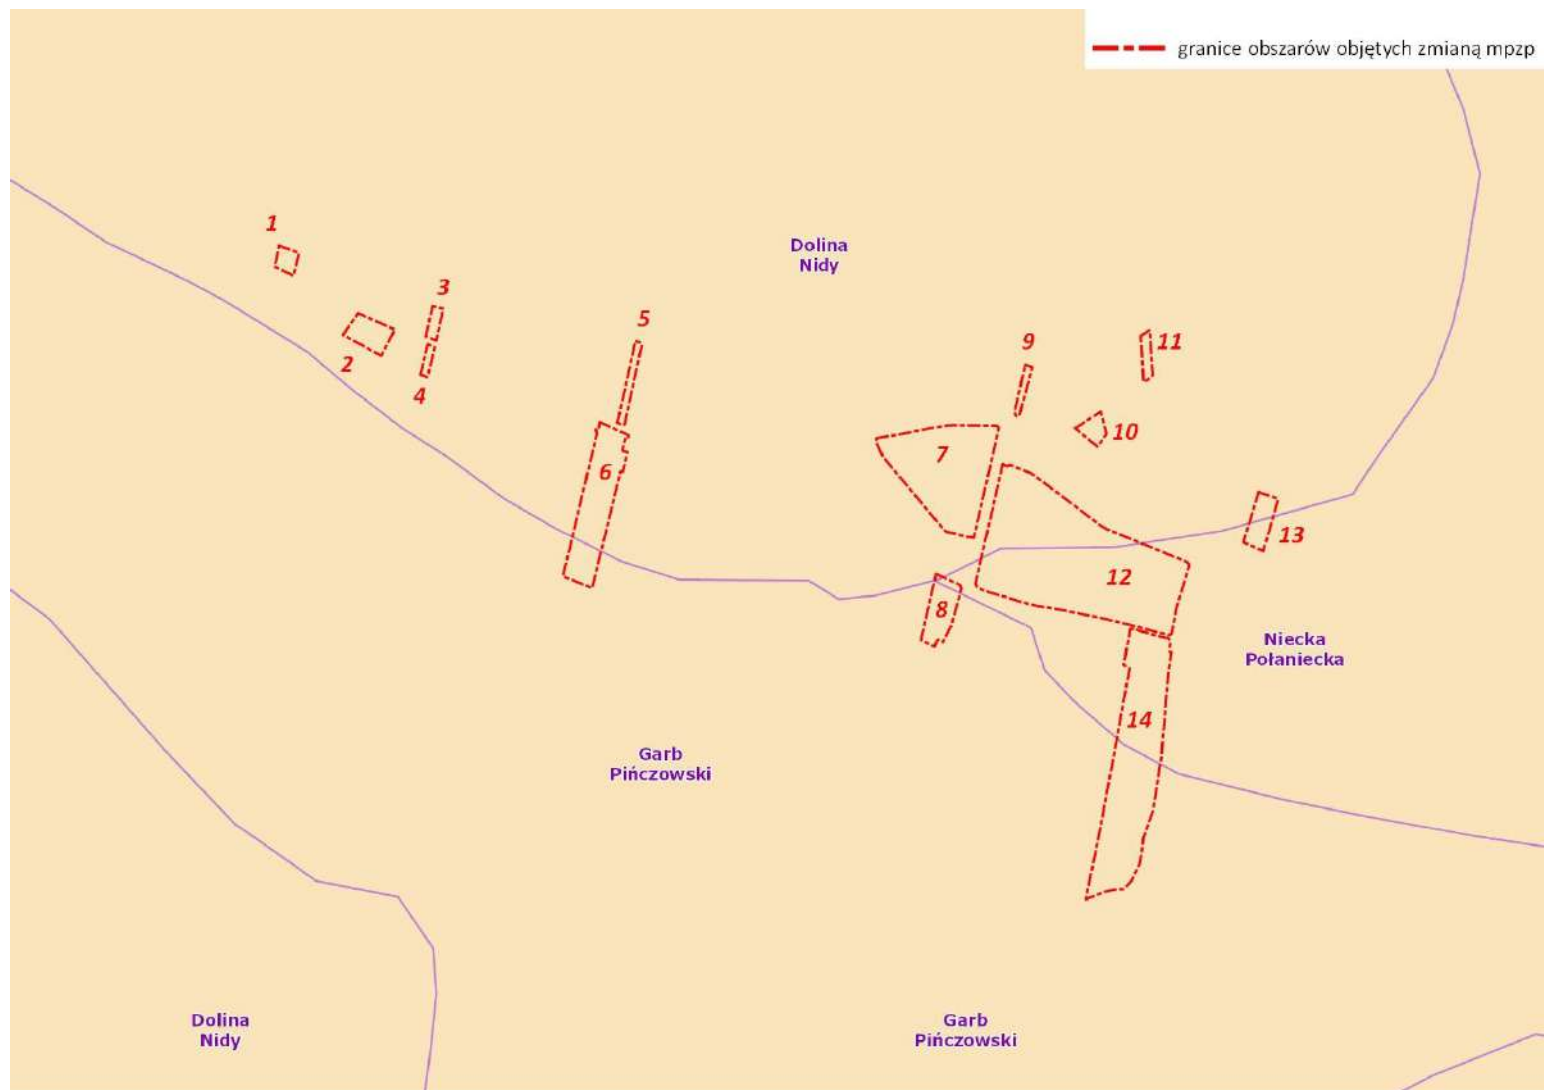 granice obszarów objętych zmianą mpzp
1
Dolina
Nidy
3
5
2
4
9
11
10
7
6
13
12
8
Niecka
Połaniecka
14
Garb
Pińczowski
Dolina
Nidy
Garb
Pińczowski